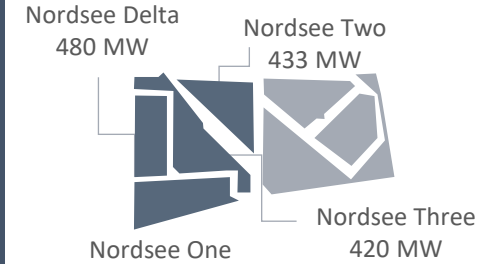 Nordsee Delta
480 MW
Nordsee Two
433 MW
Nordsee Three
420 MW
Nordsee One